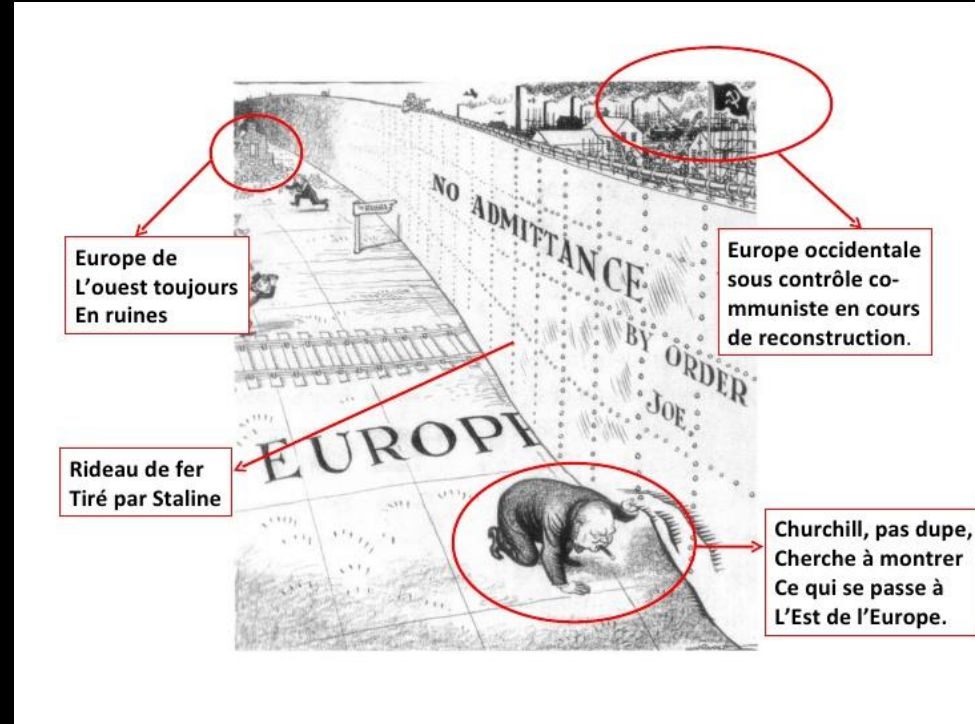 Europe de
L'ouest toujours
En ruines
RUSSIA
NO ADMITTANCE
BY ORDER
JOE.
EUROPE
Europe occidentale
sous contrôle co-
mmuniste en cours
de reconstruction.
Rideau de fer
Tiré par Staline
Churchill, pas dupe,
Cherche à montrer
Ce qui se passe à
L'Est de l'Europe.